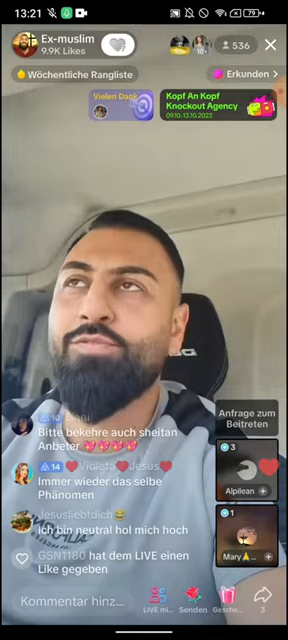 13:21
79
Ex-muslim
9.9K Likes
10+
536
Wöchentliche Rangliste
Erkunden >
Vielen Dank
Kopf An Kopf
Knockout Agency
09.10.-13.10.2023
Anfrage zum
Beitreten
10
Bitte bekehre auch sheitan
Anbeter 💖💖💖💖
14 ❤️Violeta❤️Jesus❤️
Immer wieder das selbe
Phänomen
3
Alpilean +
Jesusliebtdich😂
Ich bin neutral hol mich hoch
1
Mary🙏... +
GSN1180 hat dem LIVE einen
Like gegeben
Kommentar hinz...
LIVE mi...
Senden
Gesche...
3